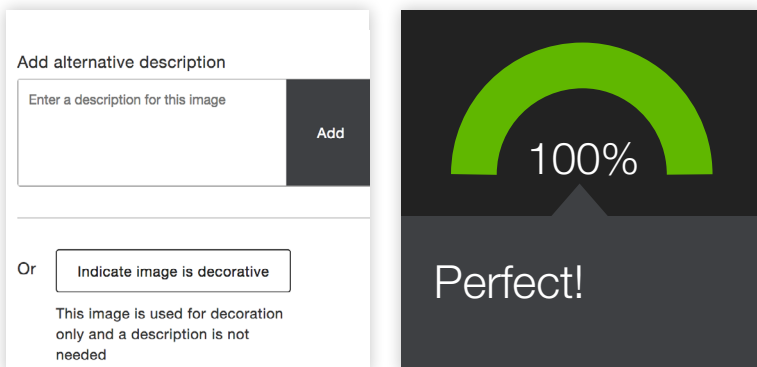 Add alternative description
Enter a description for this image
Add
Or
Indicate image is decorative
This image is used for decoration
only and a description is not
needed
100%
Perfect!